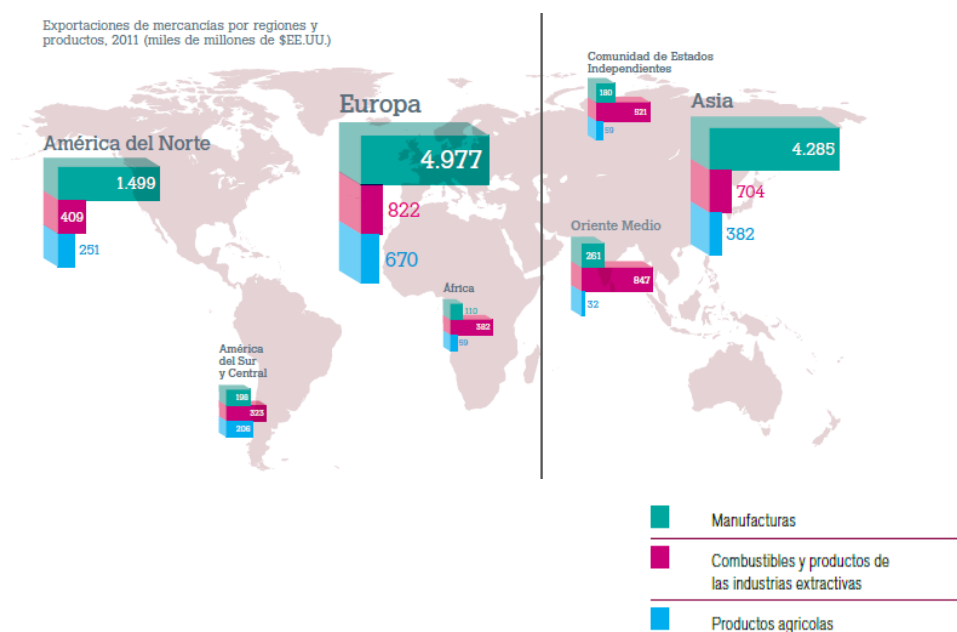 Exportaciones de mercancías por regiones y
productos, 2011 (miles de millones de $EE.UU.)
América del Norte
1.499
409
251
Europa
4.977
822
670
Comunidad de Estados
Independientes
180
521
59
Asia
4.285
704
382
Oriente Medio
261
847
32
África
110
382
59
América
del Sur
y Central
198
323
206
Manufacturas
Combustibles y productos de
las industrias extractivas
Productos agricolas